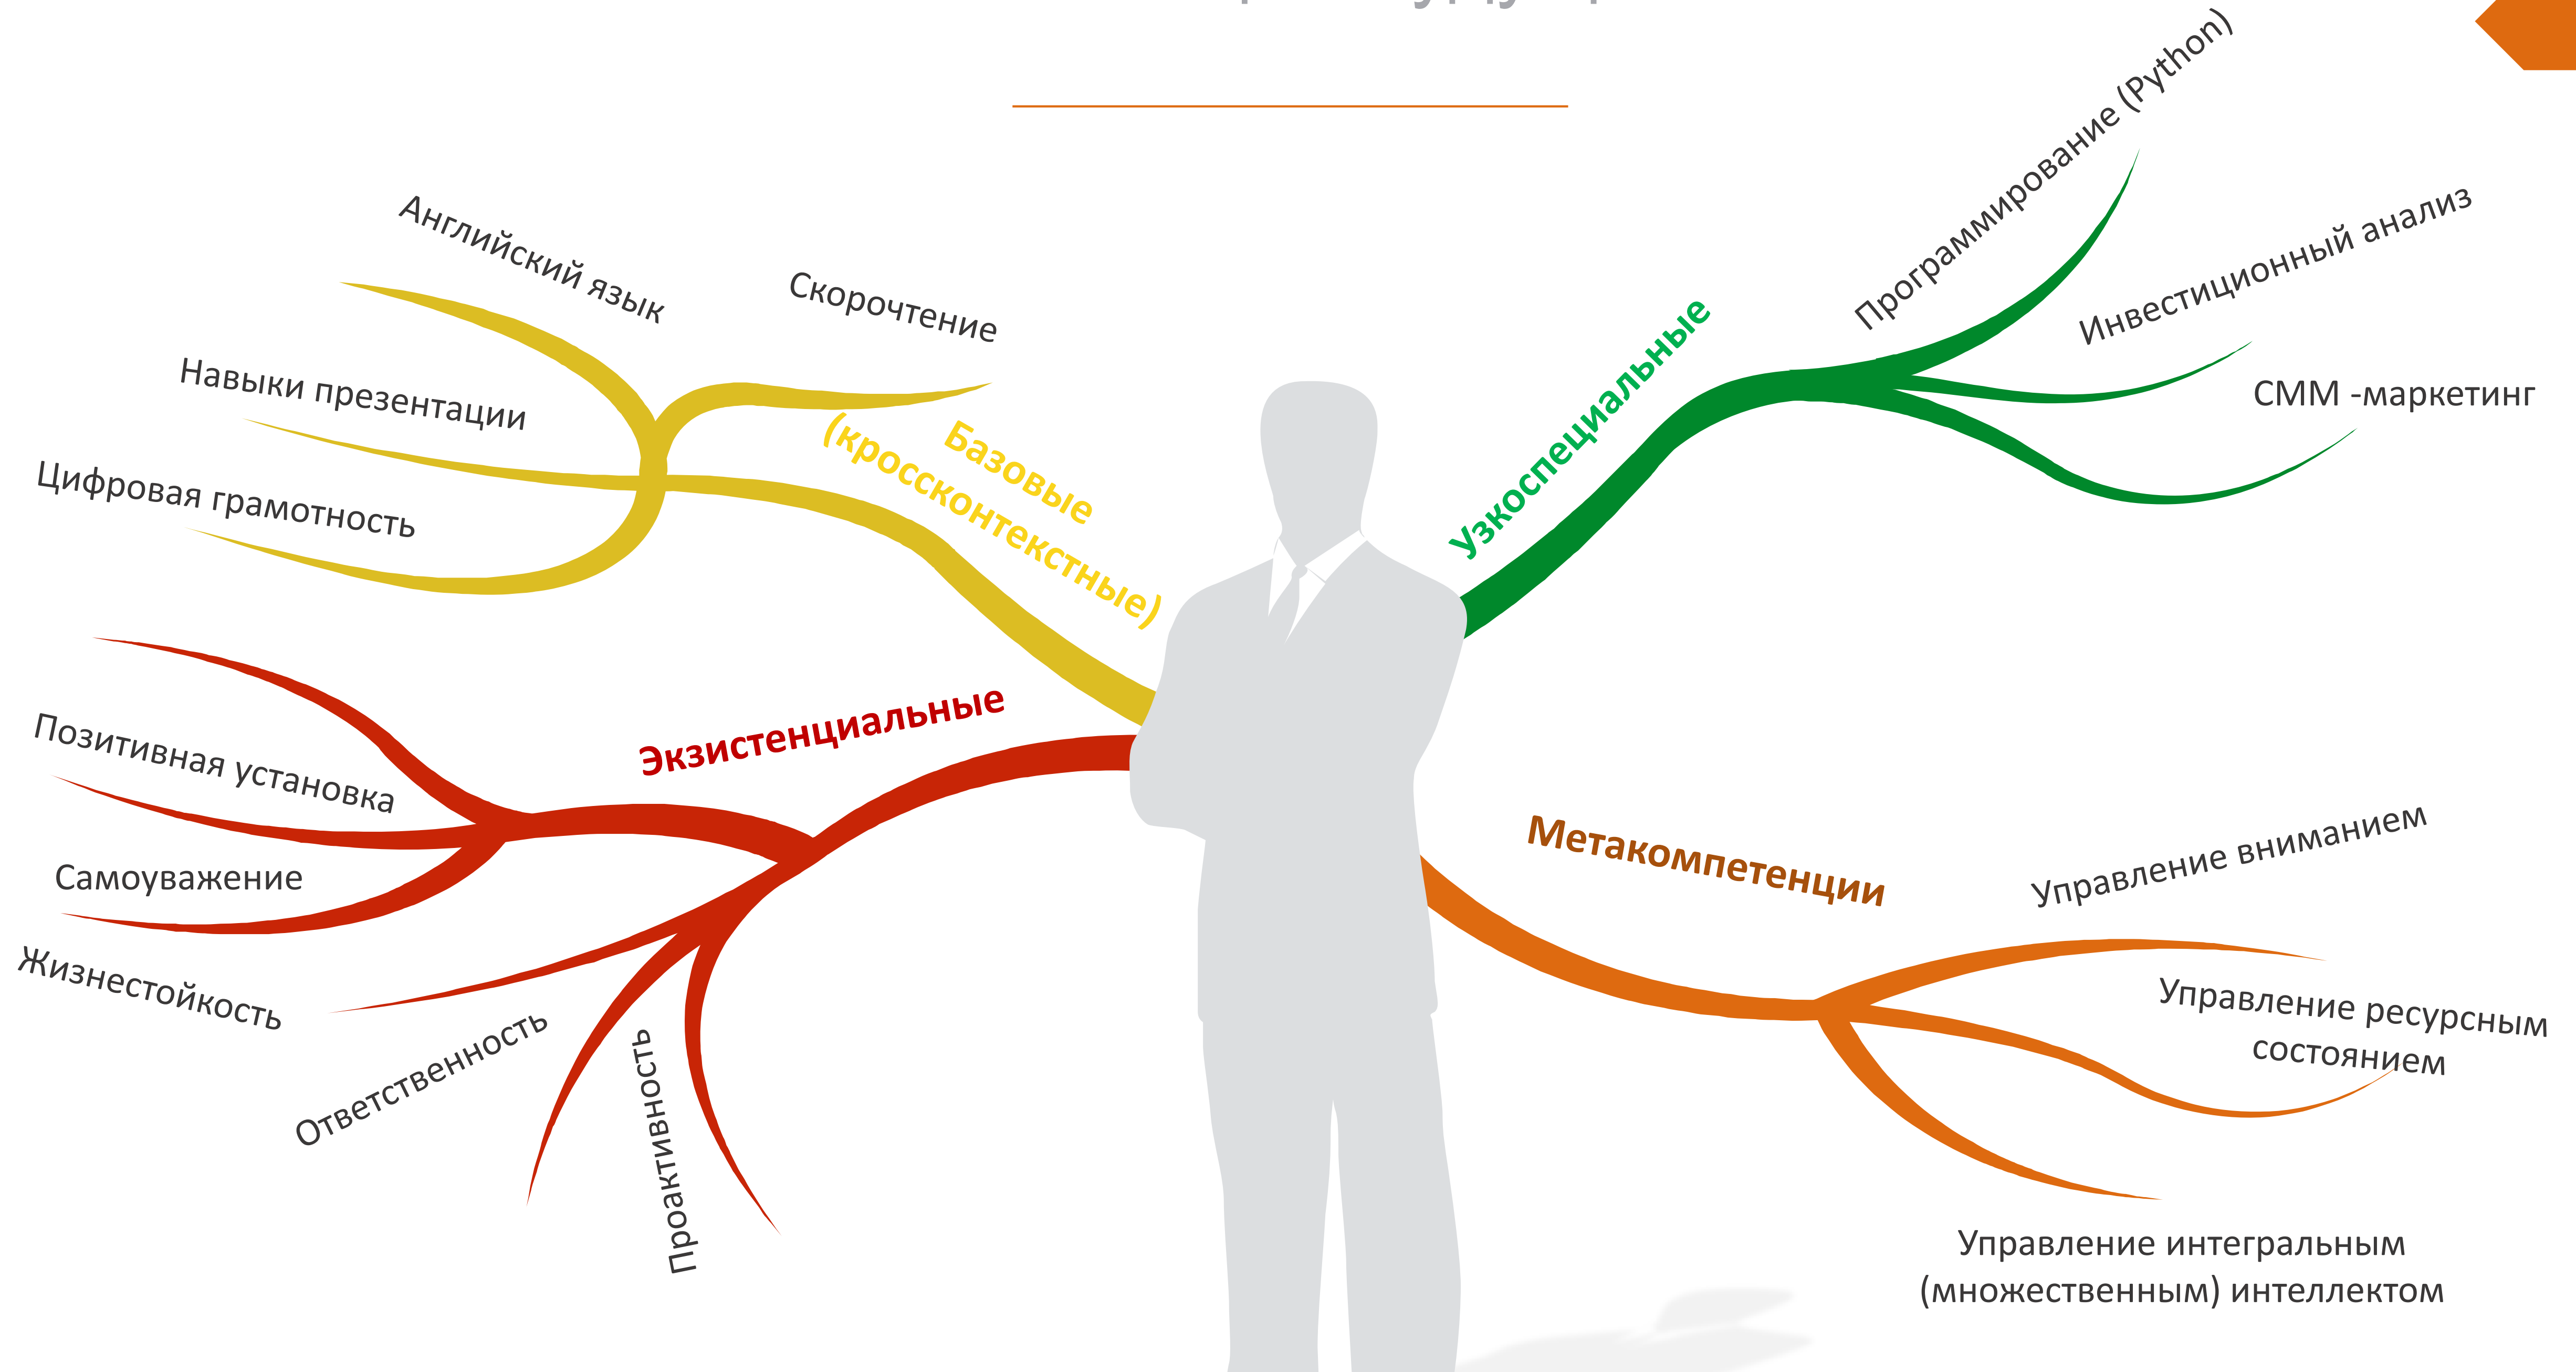 Английский язык
Скорочтение
Навыки презентации
Цифровая грамотность
Базовые
(кроссконтекстные)
Узкоспециальные
Программирование (Python)
Инвестиционный анализ
СММ -маркетинг
Экзистенциальные
Позитивная установка
Самоуважение
Жизнестойкость
Ответственность
Проактивность
Метакомпетенции
Управление вниманием
Управление ресурсным
состоянием
Управление интегральным
(множественным) интеллектом